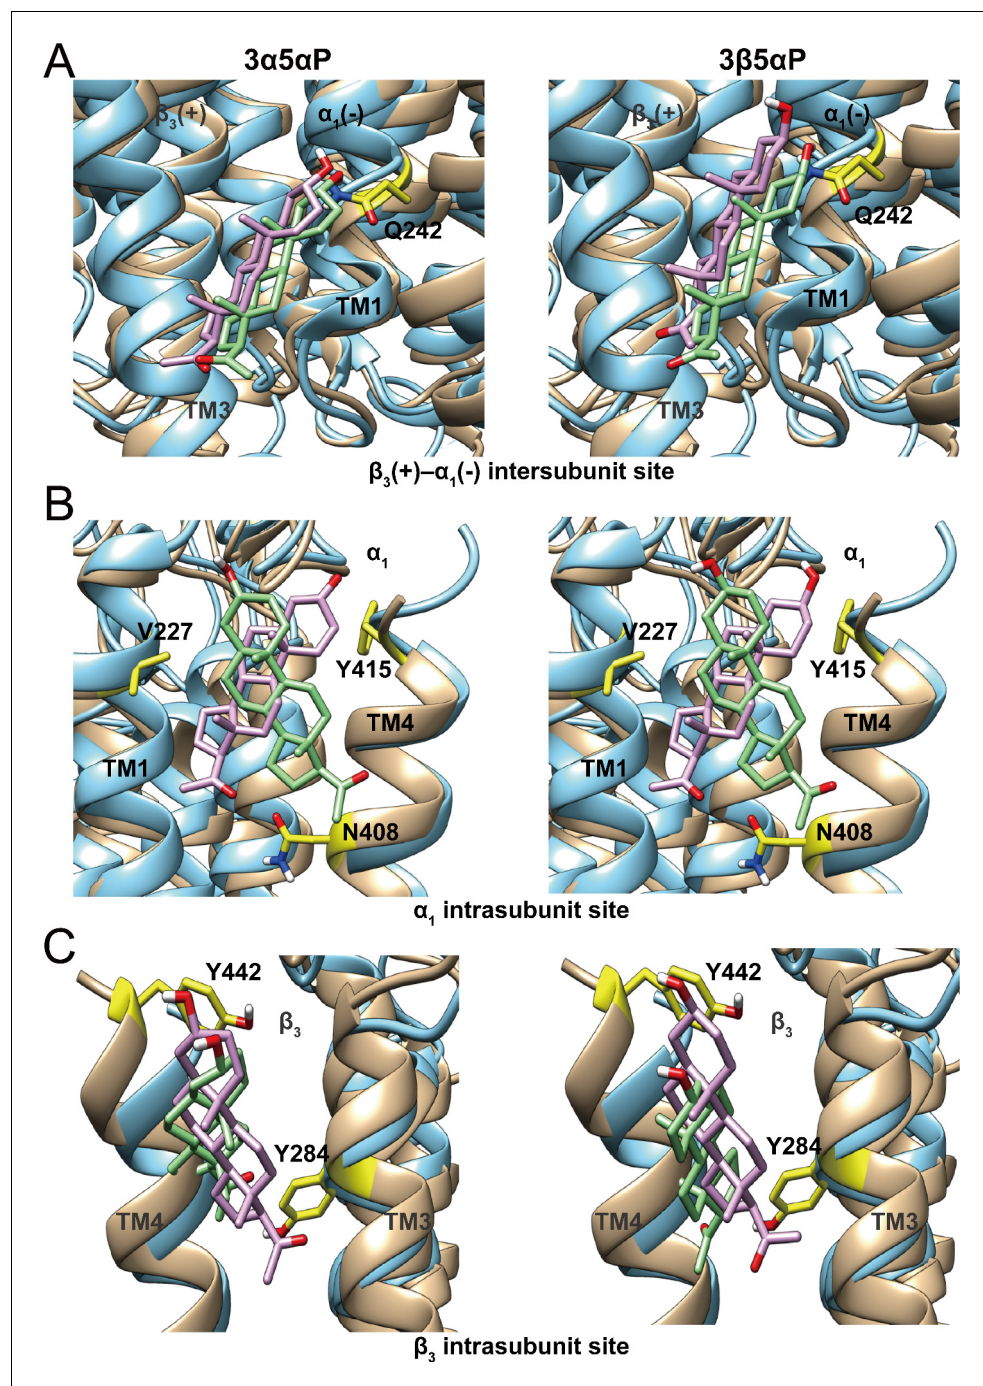 A
3α5αP
3β5αP
β₃(+)
α₁(-)
β₃(+)
α₁(-)
Q242
Q242
TM1
TM1
TM3
TM3
β₃(+)–α₁(-) intersubunit site
B
α₁
α₁
V227
V227
Y415
Y415
TM4
TM4
TM1
TM1
N408
N408
α₁ intrasubunit site
C
Y442
Y442
β₃
β₃
Y284
Y284
TM4
TM3
TM4
TM3
β₃ intrasubunit site